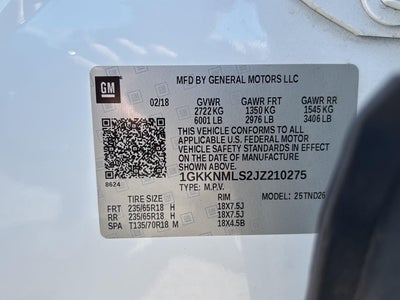 GM
MFD BY GENERAL MOTORS LLC
02/18 GVWR GAWR FRT GAWR RR
2722 KG 1350 KG 1545 KG
6001 LB 2976 LB 3406 LB
THIS VEHICLE CONFORMS TO ALL
APPLICABLE U.S. FEDERAL MOTOR
VEHICLE SAFETY STANDARDS IN EFFECT
ON THE DATE OF MANUFACTURE
SHOWN ABOVE.
8624 1GKKNMLS2JZ210275
TYPE: M.P.V. MODEL: 25TND26
TIRE SIZE RIM
FRT 235/65R18 H 18X7.5J
RR 235/65R18 H 18X7.5J
SPA T135/70R18 M 18X4.5B